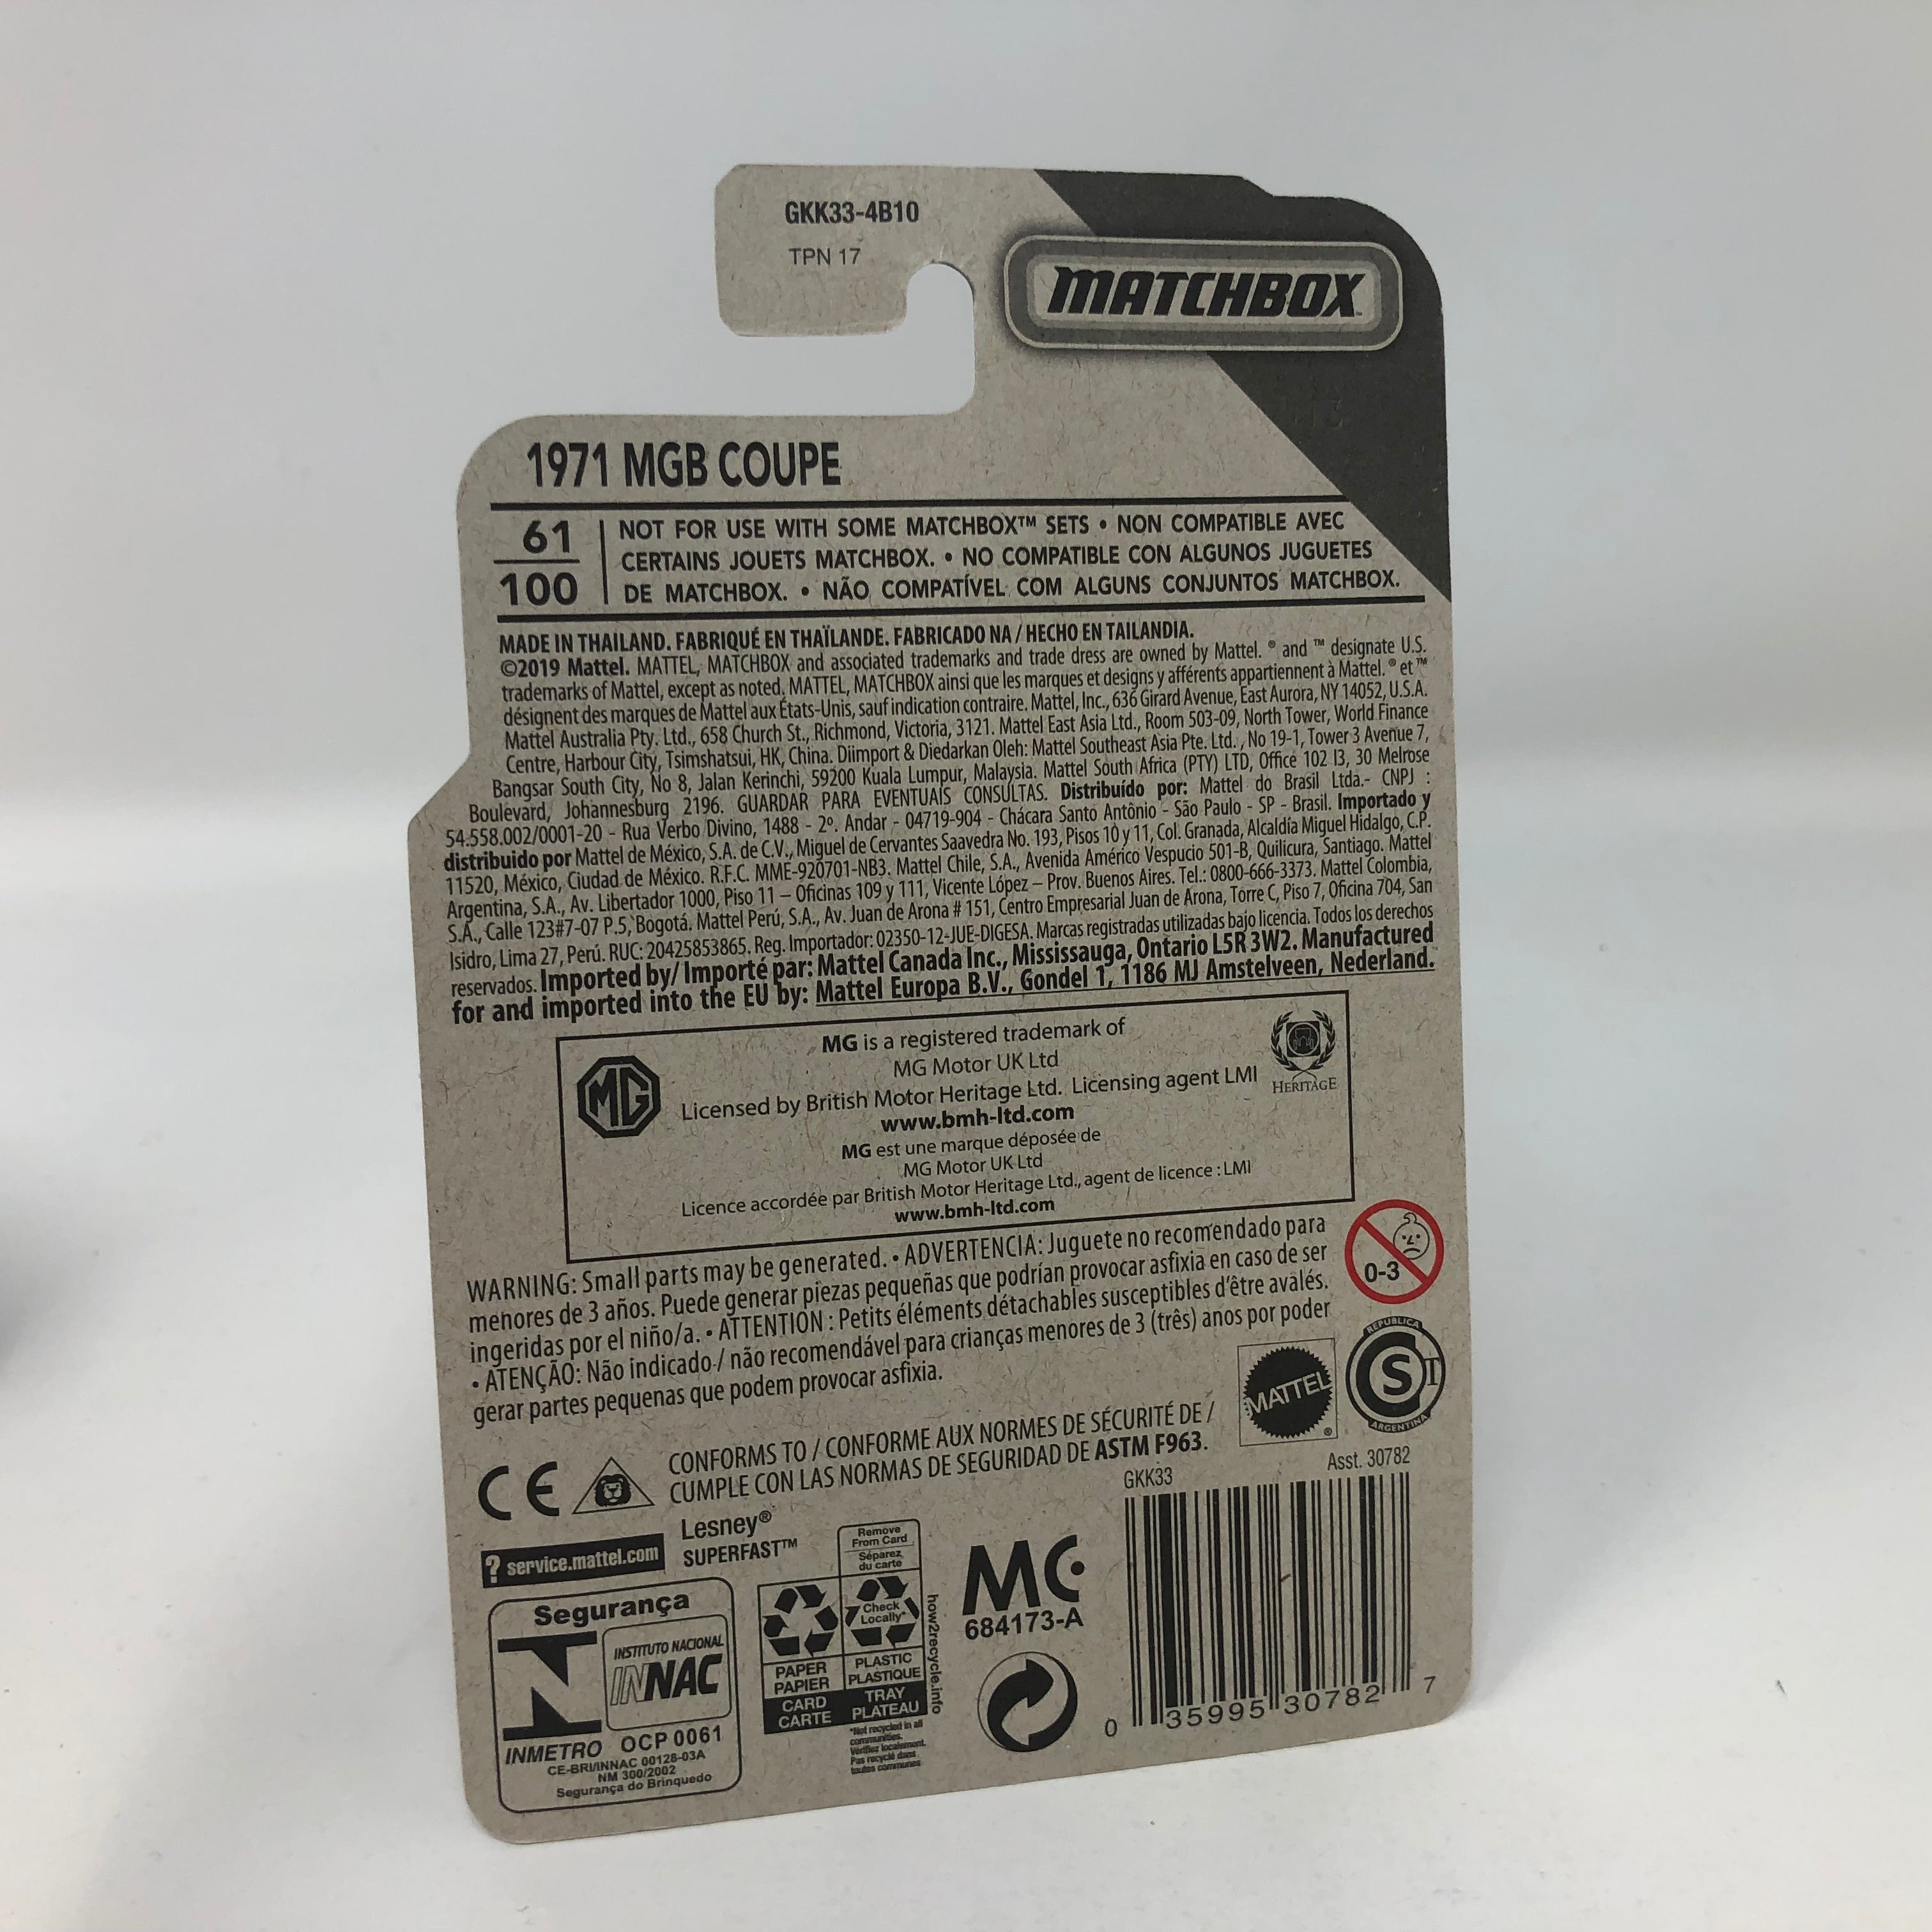 GKK33-4B10
TPN 17
MATCHBOX
1971 MGB COUPE
61
100
NOT FOR USE WITH SOME MATCHBOX™ SETS • NON COMPATIBLE AVEC
CERTAINS JOUETS MATCHBOX. • NO COMPATIBLE CON ALGUNOS JUGUETES
DE MATCHBOX. • NÃO COMPATÍVEL COM ALGUNS CONJUNTOS MATCHBOX.
MADE IN THAILAND. FABRIQUÉ EN THAÏLANDE. FABRICADO NA / HECHO EN TAILANDIA.
©2019 Mattel. MATTEL, MATCHBOX and associated trademarks and trade dress are owned by Mattel. ® and ™ designate U.S.
trademarks of Mattel, except as noted. MATTEL, MATCHBOX ainsi que les marques et designs y afférents appartiennent à Mattel. ® et ™
désignent des marques de Mattel aux États-Unis, sauf indication contraire. Mattel, Inc., 636 Girard Avenue, East Aurora, NY 14052, U.S.A.
Mattel Australia Pty. Ltd., 658 Church St., Richmond, Victoria, 3121. Mattel East Asia Ltd., Room 503-09, North Tower, World Finance
Centre, Harbour City, Tsimshatsui, HK, China. Diimport & Diedarkan Oleh: Mattel Southeast Asia Pte. Ltd., No 19-1, Tower 3 Avenue 7,
Bangsar South City, No 8, Jalan Kerinchi, 59200 Kuala Lumpur, Malaysia. Mattel South Africa (PTY) LTD, Office 102 I3, 30 Melrose
Boulevard, Johannesburg 2196. GUARDAR PARA EVENTUAIS CONSULTAS. Distribuído por: Mattel do Brasil Ltda.- CNPJ :
54.558.002/0001-20 - Rua Verbo Divino, 1488 - 2º. Andar - 04719-904 - Chácara Santo Antônio - São Paulo - SP - Brasil. Importado y
distribuido por Mattel de México, S.A. de C.V., Miguel de Cervantes Saavedra No. 193, Pisos 10 y 11, Col. Granada, Alcaldía Miguel Hidalgo, C.P.
11520, México, Ciudad de México. R.F.C. MME-920701-NB3. Mattel Chile, S.A., Avenida Américo Vespucio 501-B, Quilicura, Santiago. Mattel
Argentina, S.A., Av. Libertador 1000, Piso 11 – Oficinas 109 y 111, Vicente López – Prov. Buenos Aires. Tel.: 0800-666-3373. Mattel Colombia,
S.A., Calle 123#7-07 P.5, Bogotá. Mattel Perú, S.A., Av. Juan de Arona # 151, Centro Empresarial Juan de Arona, Torre C, Piso 7, Oficina 704, San
Isidro, Lima 27, Perú. RUC: 20425853865. Reg. Importador: 02350-12-JUE-DIGESA. Marcas registradas utilizadas bajo licencia. Todos los derechos
reservados. Imported by/ Importé par: Mattel Canada Inc., Mississauga, Ontario L5R 3W2. Manufactured
for and imported into the EU by: Mattel Europa B.V., Gondel 1, 1186 MJ Amstelveen, Nederland.
MG
MG is a registered trademark of
MG Motor UK Ltd
Licensed by British Motor Heritage Ltd. Licensing agent LMI
www.bmh-ltd.com
HERITAGE
MG est une marque déposée de
MG Motor UK Ltd
Licence accordée par British Motor Heritage Ltd., agent de licence : LMI
www.bmh-ltd.com
WARNING: Small parts may be generated. • ADVERTENCIA: Juguete no recomendado para
menores de 3 años. Puede generar piezas pequeñas que podrían provocar asfixia en caso de ser
ingeridas por el niño/a. • ATTENTION : Petits éléments détachables susceptibles d'être avalés.
• ATENÇÃO: Não indicado / não recomendável para crianças menores de 3 (três) anos por poder
gerar partes pequenas que podem provocar asfixia.
0-3
REPUBLICA
S T
ARGENTINA
MATTEL ®
CE
CONFORMS TO / CONFORME AUX NORMES DE SÉCURITÉ DE /
CUMPLE CON LAS NORMAS DE SEGURIDAD DE ASTM F963.
GKK33
Asst. 30782
? service.mattel.com
Lesney®
SUPERFAST™
Remove
From Card
Séparez
du carte
Check
Locally*
PAPER
PAPIER
CARD
CARTE
PLASTIC
PLASTIQUE
TRAY
PLATEAU
*Not recycled in all
communities.
Vérifiez localement.
Pas recyclé dans
toutes communes
how2recycle.info
MC
684173-A
Segurança
INSTITUTO NACIONAL
INNAC
INMETRO OCP 0061
CE-BRI/INNAC 00128-03A
NM 300/2002
Segurança do Brinquedo
0 35995 30782 7